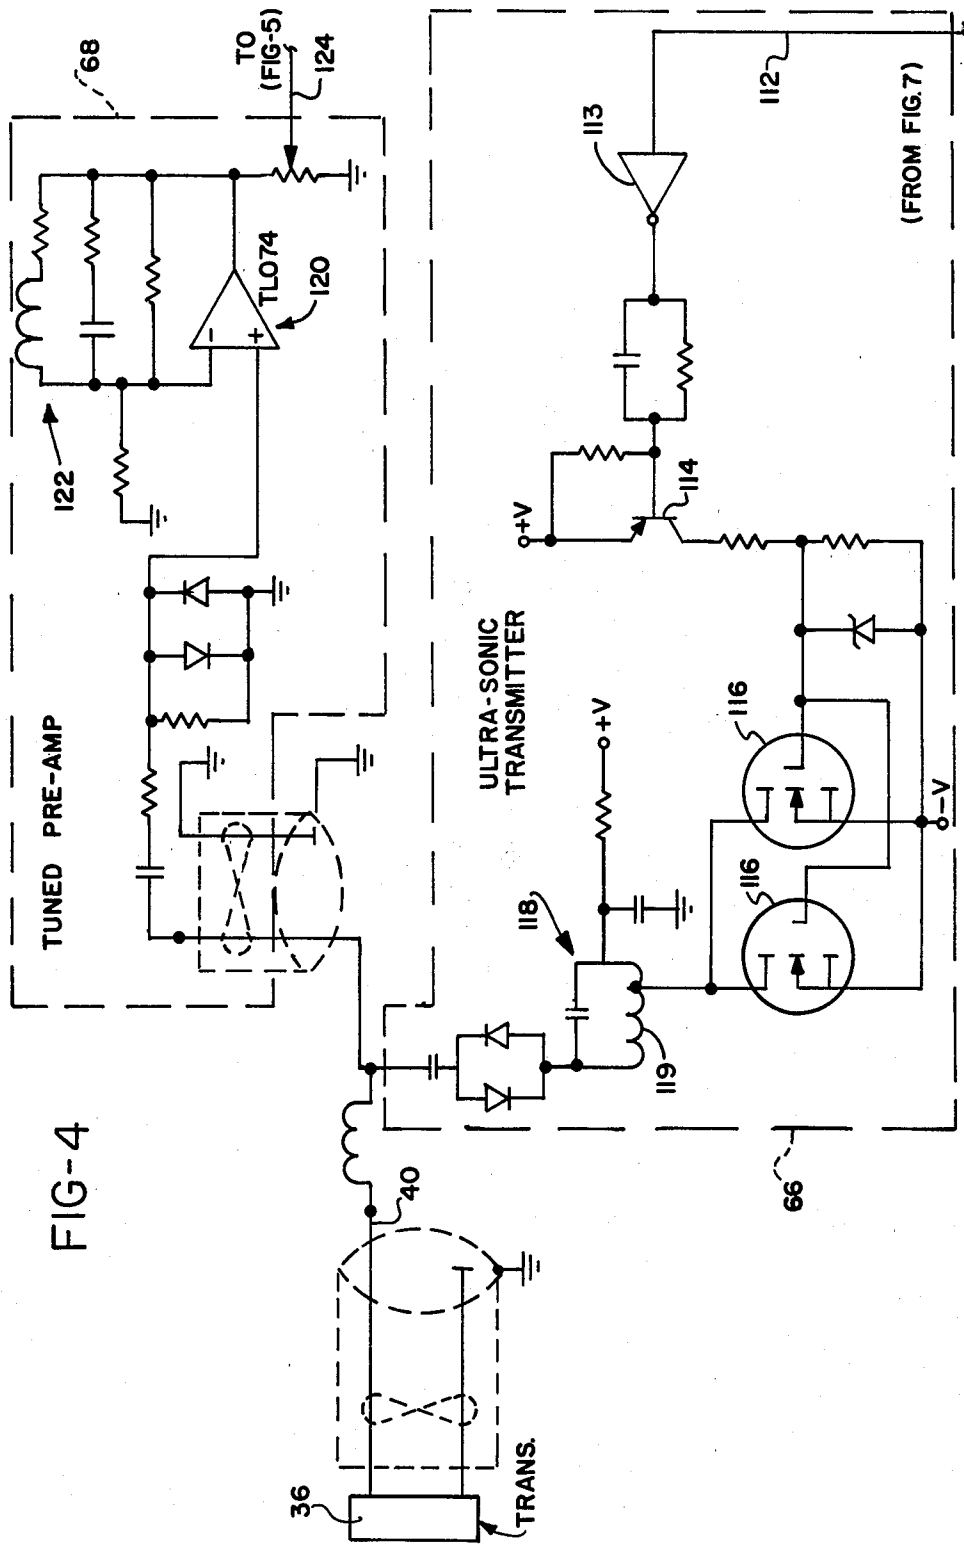 FIG-4
36
TRANS.
40
TUNED PRE-AMP
122
TL074
120
68
TO
(FIG-5)
124
ULTRA-SONIC
TRANSMITTER
+V
118
119
+V
114
113
112
(FROM FIG. 7)
116
116
-V
66
-
+